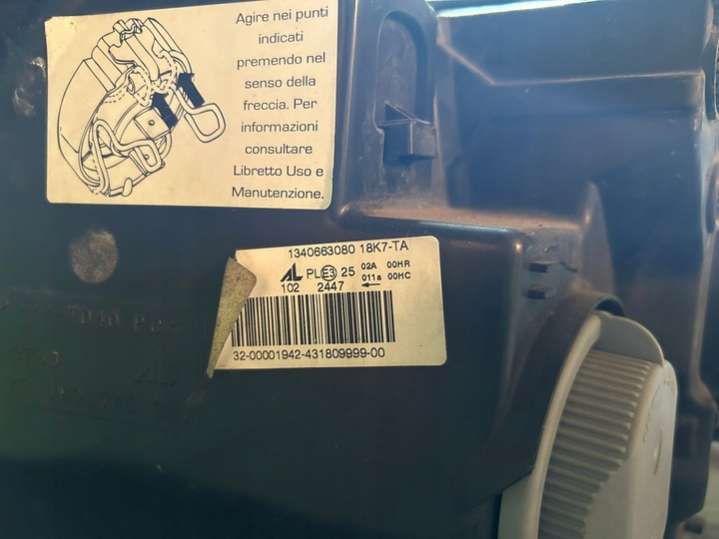 Agire nei punti
indicati
premendo nel
senso della
freccia. Per
informazioni
consultare
Libretto Uso e
Manutenzione.
1340663080 18K7-TA
AL PL E3 25 02A 00HR
102 2447 ← 011a 00HC
32-00001942-431809999-00